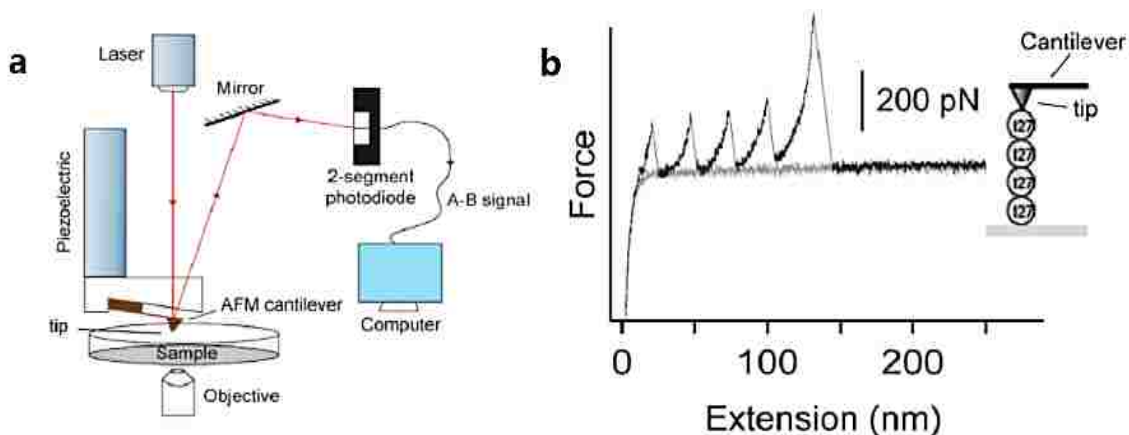 a
Laser
Mirror
Piezoelectric
2-segment
photodiode
A-B signal
AFM cantilever
tip
Computer
Sample
Objective
b
Force
200 pN
Cantilever
tip
I27
I27
I27
I27
0
100
200
Extension (nm)